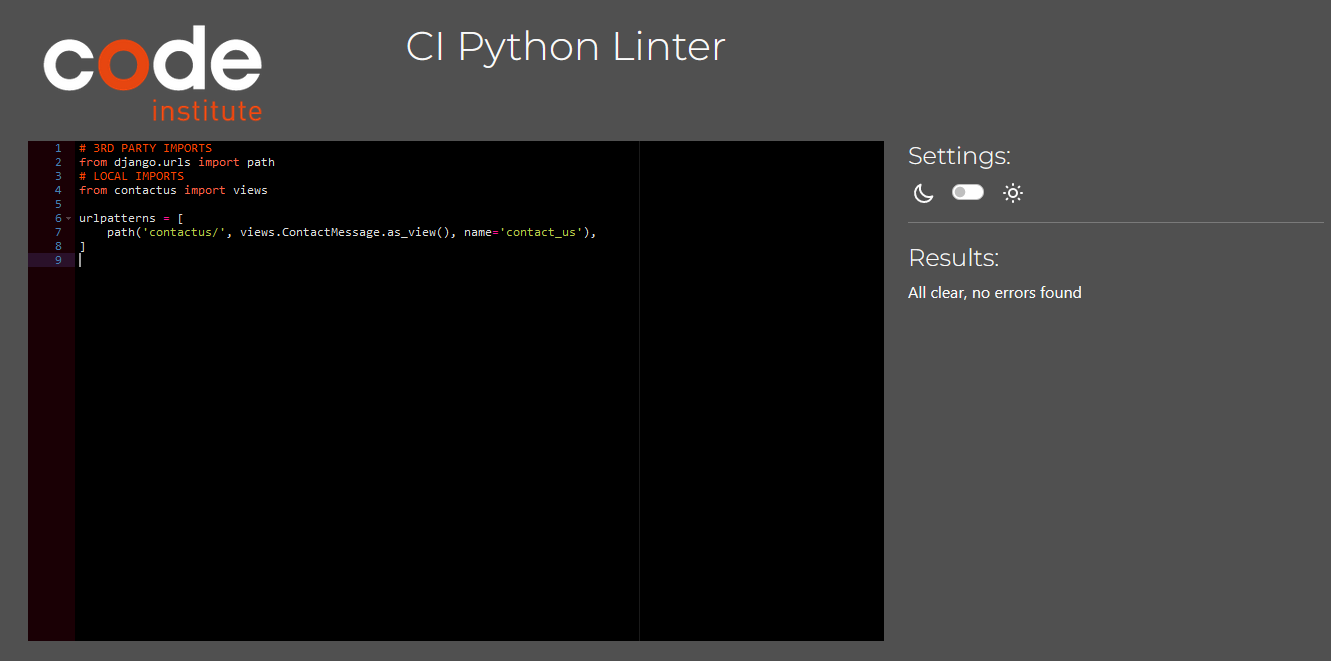 code
institute
CI Python Linter
1 # 3RD PARTY IMPORTS
2 from django.urls import path
3 # LOCAL IMPORTS
4 from contactus import views
5
6 urlpatterns = [
7     path('contactus/', views.ContactMessage.as_view(), name='contact_us'),
8 ]
9
Settings:
Results:
All clear, no errors found